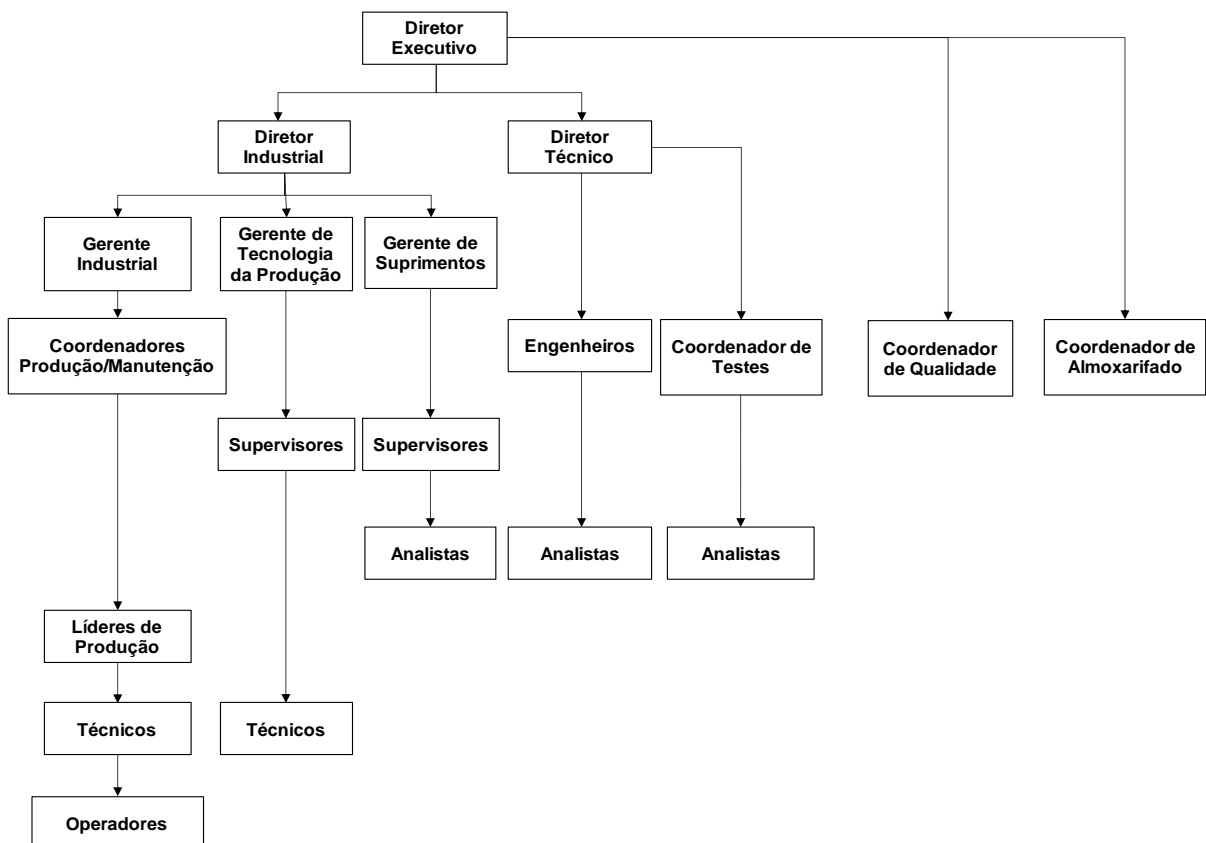 Diretor
Executivo
Diretor
Industrial
Diretor
Técnico
Gerente
Industrial
Gerente de
Tecnologia
da Produção
Gerente de
Suprimentos
Coordenadores
Produção/Manutenção
Engenheiros
Coordenador de
Testes
Coordenador
de Qualidade
Coordenador de
Almoxarifado
Supervisores
Supervisores
Analistas
Analistas
Analistas
Líderes de
Produção
Técnicos
Técnicos
Operadores